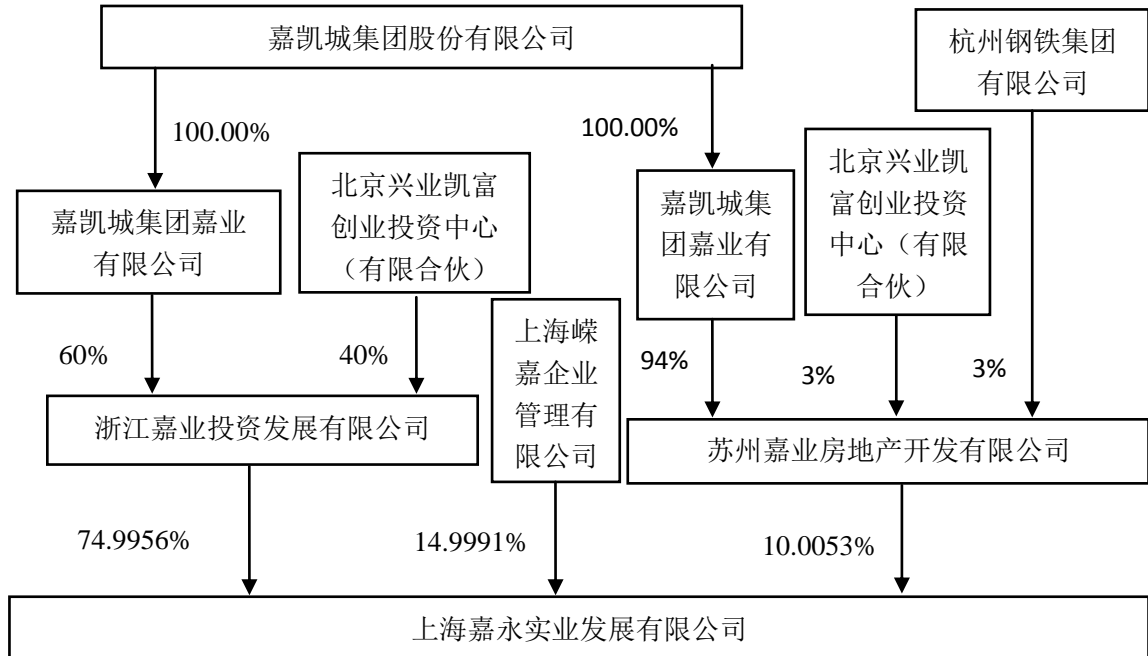 嘉凯城集团股份有限公司
杭州钢铁集团
有限公司
100.00%
100.00%
嘉凯城集团嘉业
有限公司
北京兴业凯富
创业投资中心
（有限合伙）
嘉凯城集
团嘉业有
限公司
北京兴业凯
富创业投资
中心（有限
合伙）
60%
40%
上海嵘
嘉企业
管理有
限公司
94%
3%
3%
浙江嘉业投资发展有限公司
苏州嘉业房地产开发有限公司
74.9956%
14.9991%
10.0053%
上海嘉永实业发展有限公司